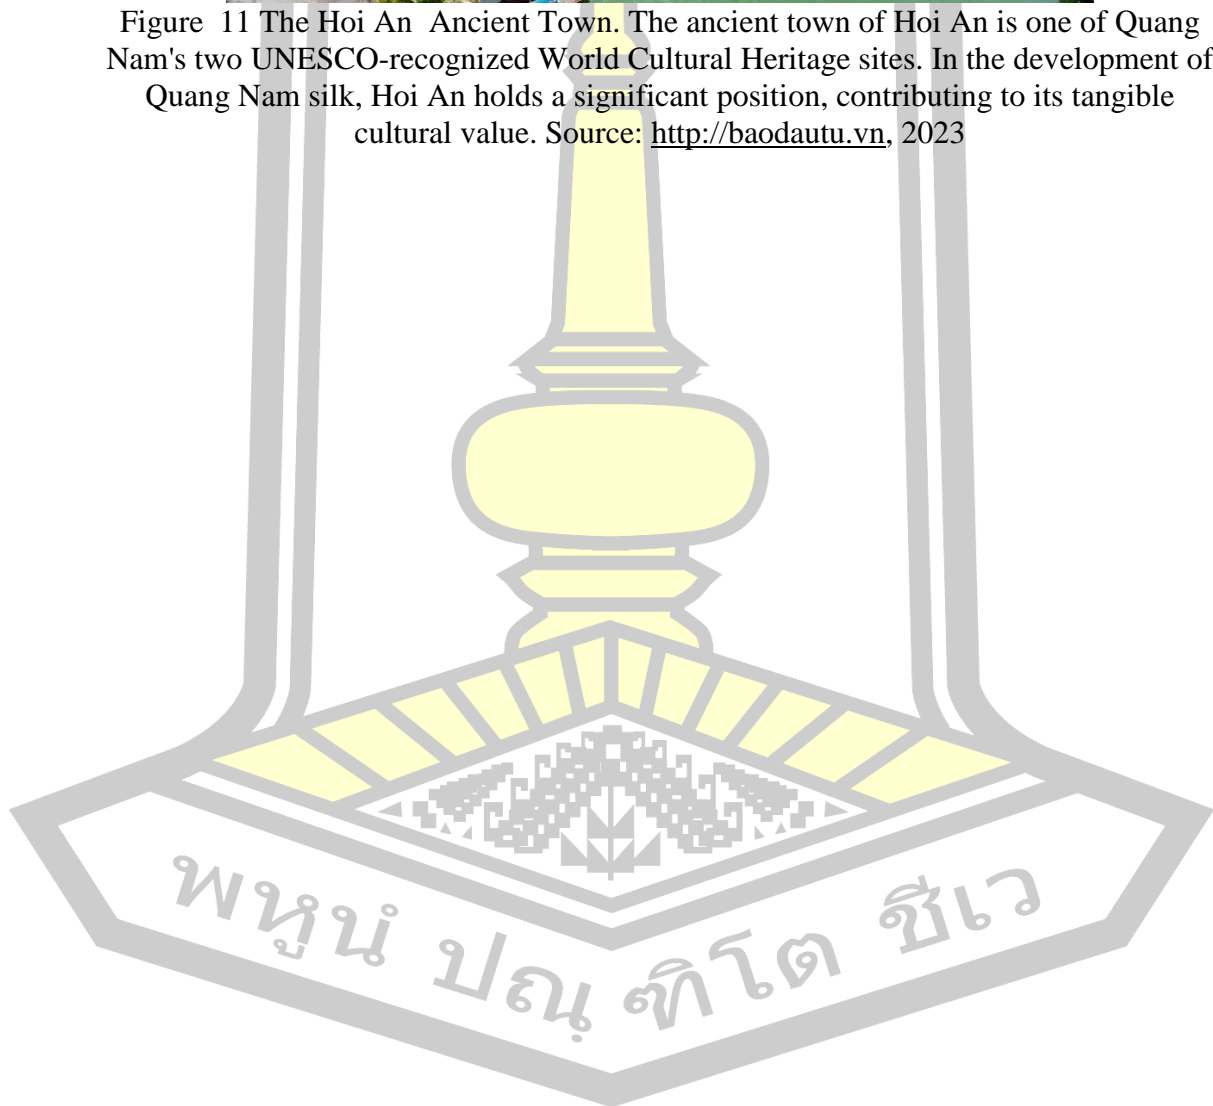 Figure  11 The Hoi An  Ancient Town. The ancient town of Hoi An is one of Quang
Nam's two UNESCO-recognized World Cultural Heritage sites. In the development of
Quang Nam silk, Hoi An holds a significant position, contributing to its tangible
cultural value. Source: http://baodautu.vn, 2023
พหูนํ ปณฺฑิโต ชีเว